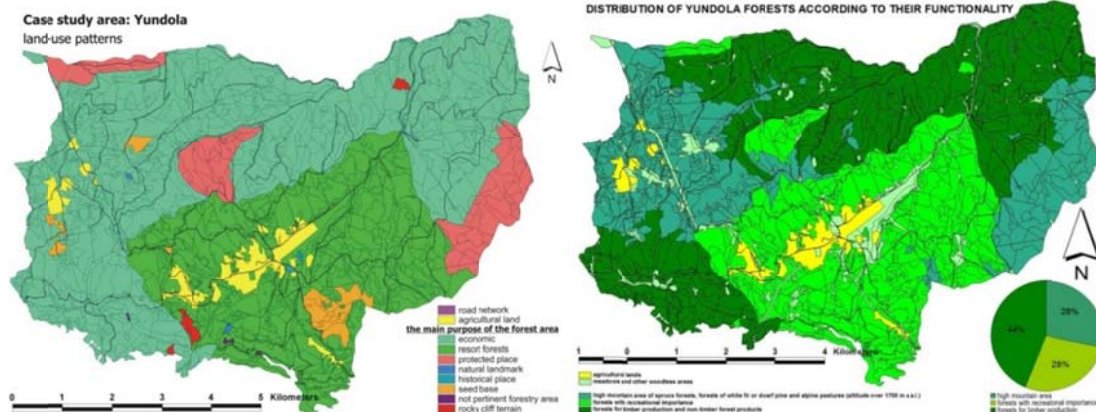 Case study area: Yundola
land-use patterns
N
road network
agricultural land
the main purpose of the forest area
economic
resort forests
protected place
natural landmark
historical place
seed base
not pertinent forestry area
rocky cliff terrain
0 1 2 3 4 5 Kilometers
DISTRIBUTION OF YUNDOLA FORESTS ACCORDING TO THEIR FUNCTIONALITY
N
1 0 1 2 3 4 Kilometers
agricultural lands
meadows and other woodless areas
high mountain area of spruce forests, forests of white fir or dwarf pine and alpine pastures (altitude over 1700 m a.s.l.)
forests with recreational importance
forests for timber production and non-timber forest products
44%
28%
28%
high mountain area
forests with recreational importance
forests for timber production